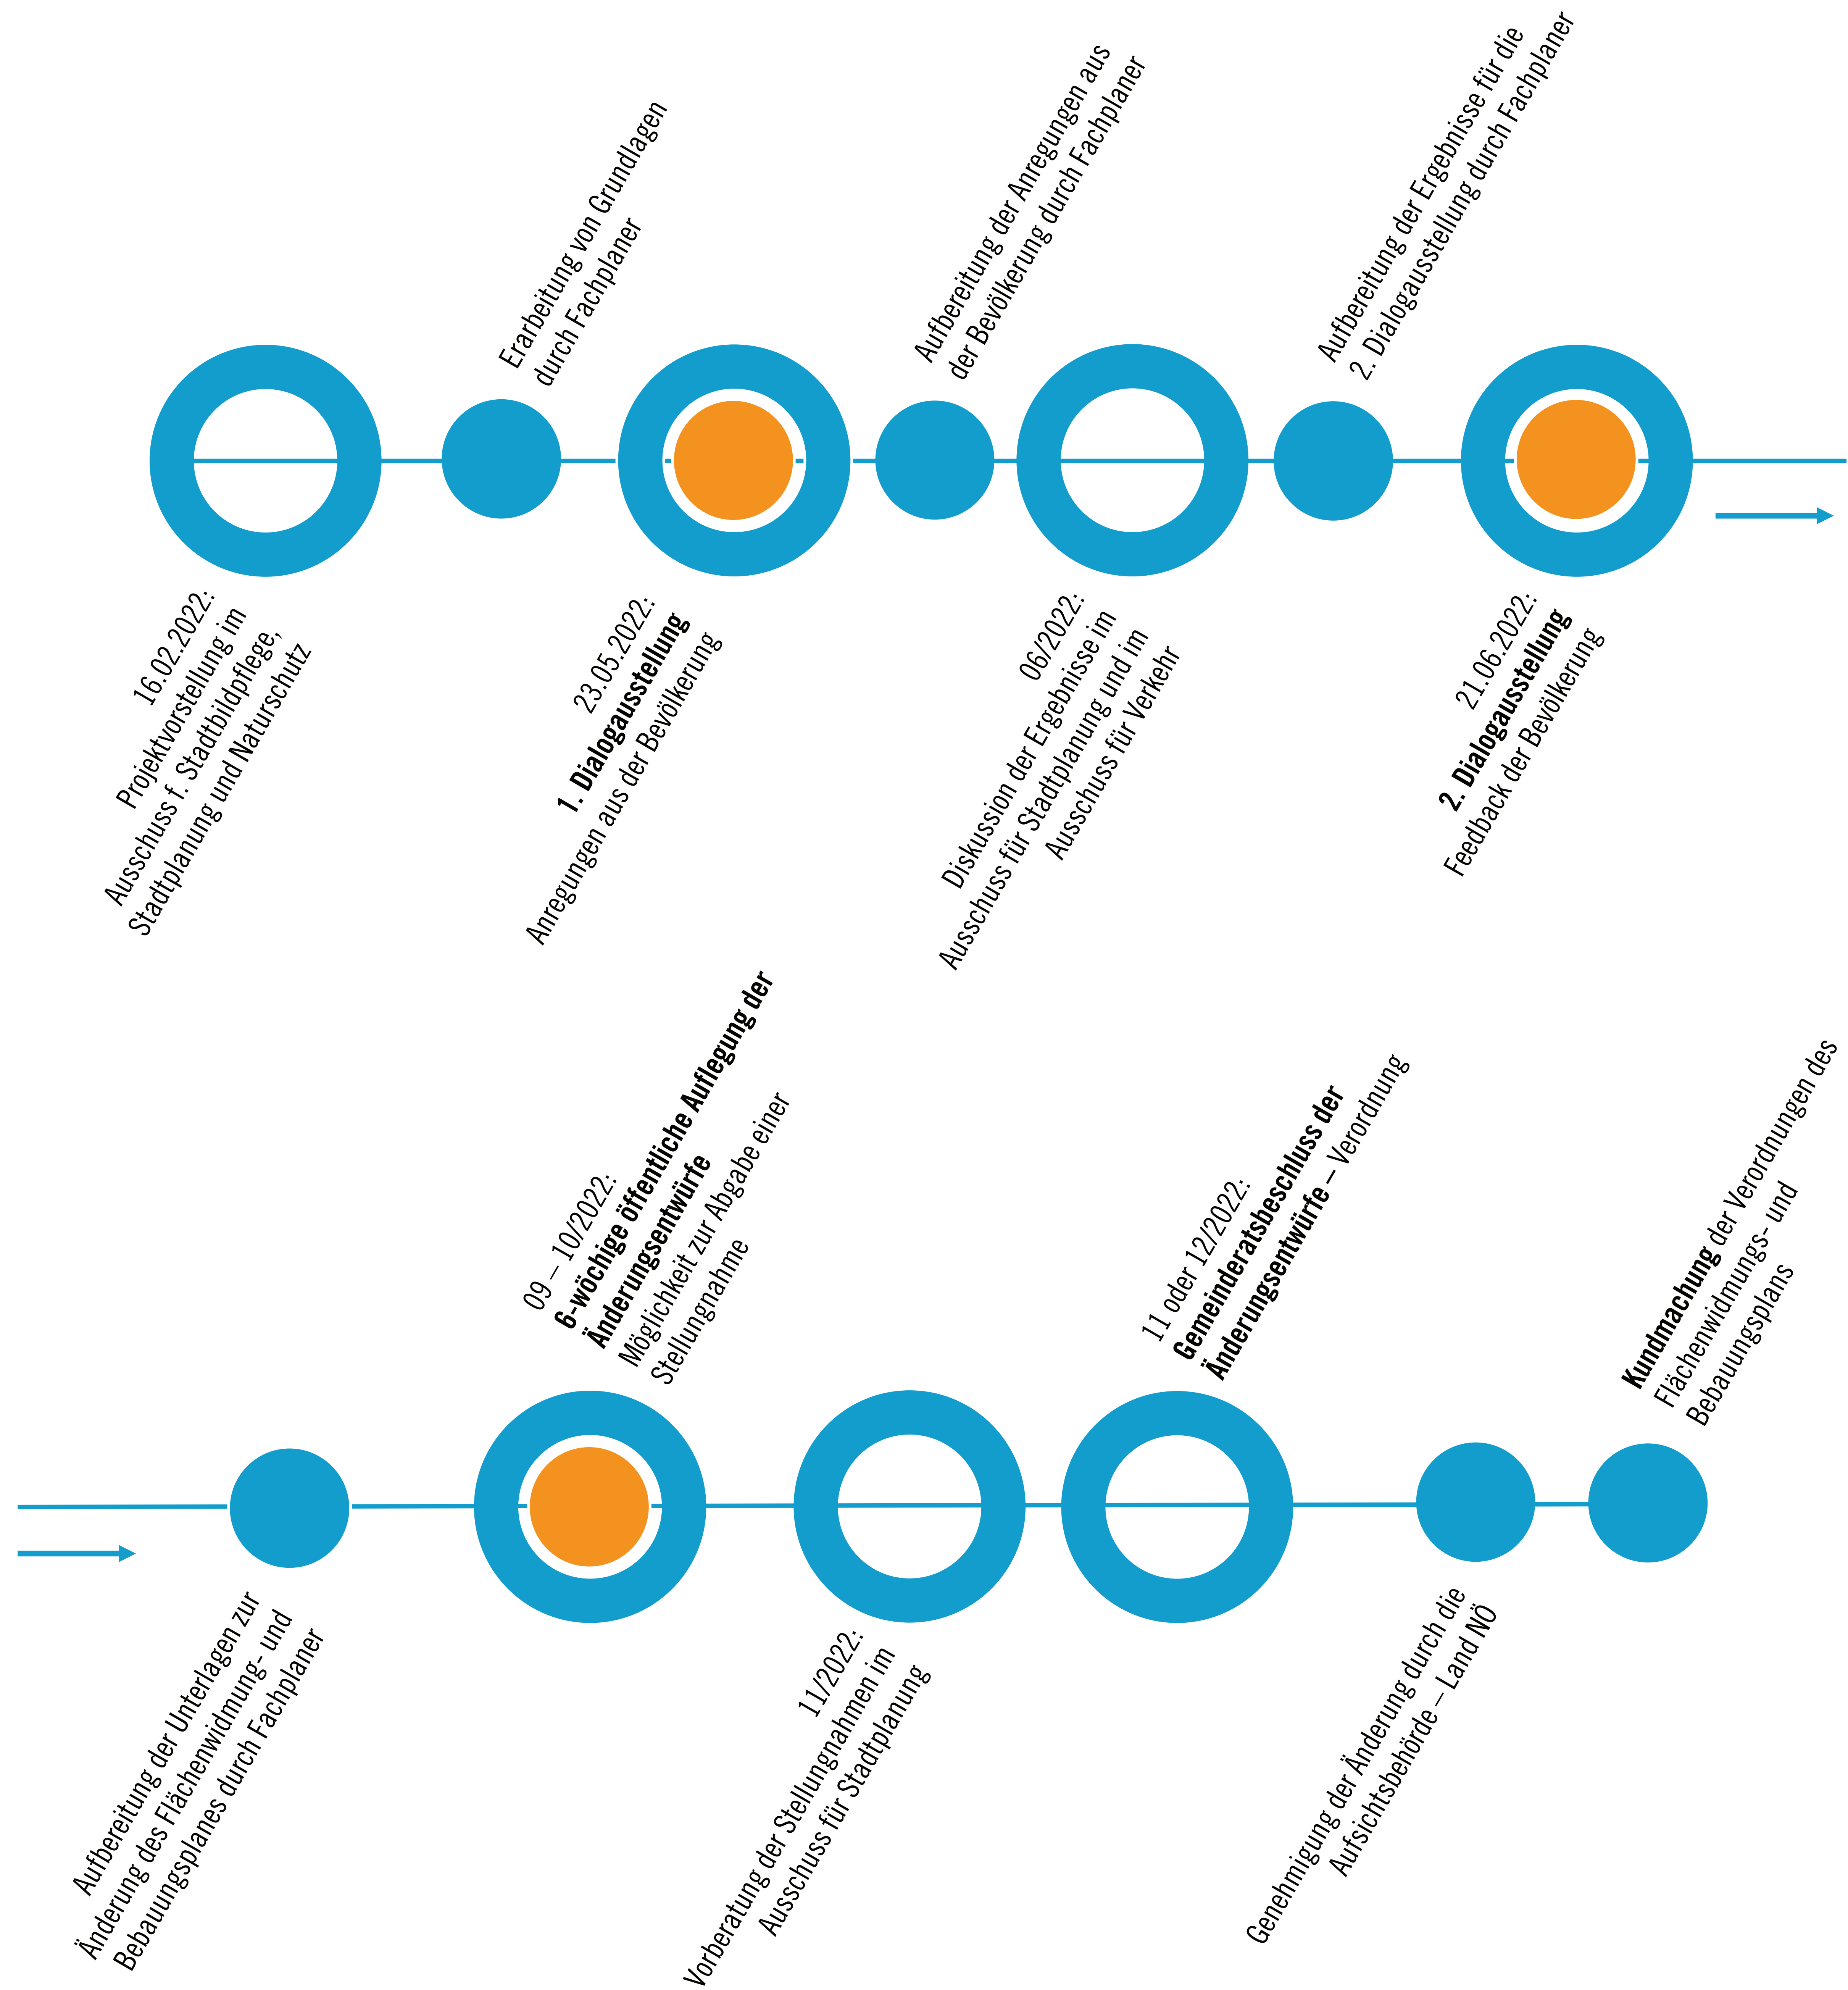 16.02.2022:
Projektvorstellung im
Ausschuss f. Stadtbildpflege,
Stadtplanung und Naturschutz
Erarbeitung von Grundlagen
durch Fachplaner
23.05.2022:
1. Dialogausstellung
Anregungen aus der Bevölkerung
Aufbereitung der Anregungen aus
der Bevölkerung durch Fachplaner
06/2022:
Diskussion der Ergebnisse im
Ausschuss für Stadtplanung und im
Ausschuss für Verkehr
Aufbereitung der Ergebnisse für die
2. Dialogausstellung durch Fachplaner
21.06.2022:
2. Dialogausstellung
Feedback der Bevölkerung
Aufbereitung der Unterlagen zur
Änderung des Flächenwidmung- und
Bebauungsplanes durch Fachplaner
09 – 10/2022:
6-wöchige öffentliche Auflegung der
Änderungsentwürfe
Möglichkeit zur Abgabe einer
Stellungnahme
11/2022:
Vorberatung der Stellungnahmen im
Ausschuss für Stadtplanung
11 oder 12/2022:
Gemeinderatsbeschluss der
Änderungsentwürfe – Verordnung
Genehmigung der Änderung durch die
Aufsichtsbehörde – Land NÖ
Kundmachung der Verordnungen des
Flächenwidmungs- und
Bebauungsplans